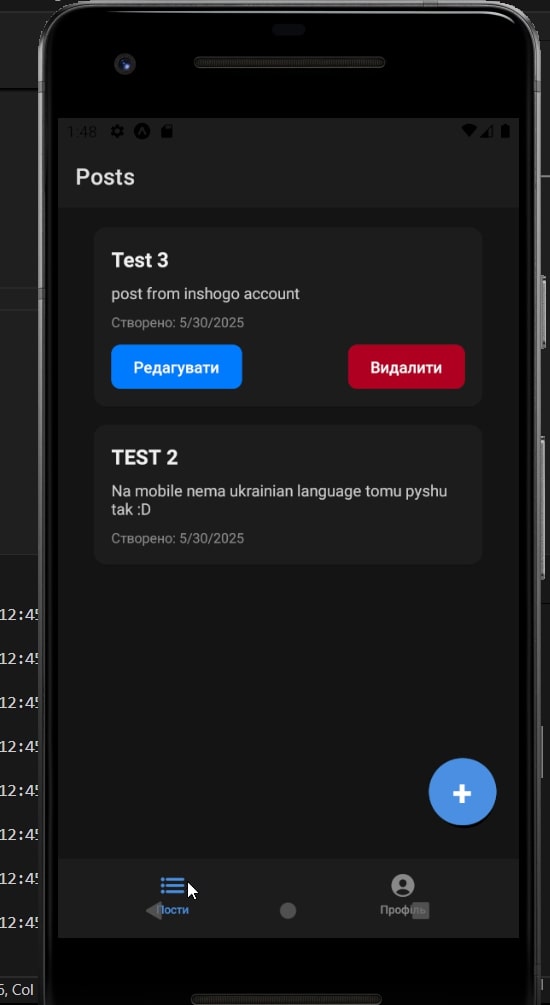 1:48
Posts
Test 3
post from inshogo account
Створено: 5/30/2025
Редагувати
Видалити
TEST 2
Na mobile nema ukrainian language tomu pyshu
tak :D
Створено: 5/30/2025
+
Пости
Профіль
12:45
12:45
12:45
12:45
12:45
12:45
12:45
12:45
5, Col